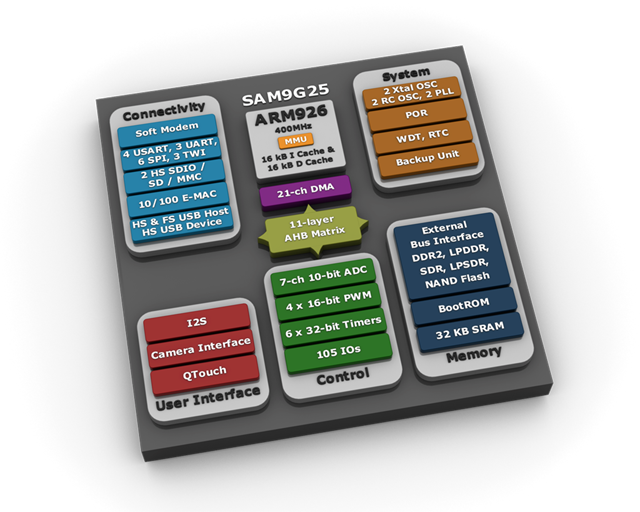 SAM9G25
Connectivity
Soft Modem
4 USART, 3 UART,
6 SPI, 3 TWI
2 HS SDIO /
SD / MMC
10/100 E-MAC
HS & FS USB Host
HS USB Device
ARM926
400MHz
MMU
16 kB I Cache &
16 kB D Cache
21-ch DMA
11-layer
AHB Matrix
System
2 Xtal OSC
2 RC OSC, 2 PLL
POR
WDT, RTC
Backup Unit
I2S
Camera Interface
QTouch
User Interface
7-ch 10-bit ADC
4 x 16-bit PWM
6 x 32-bit Timers
105 IOs
Control
External
Bus Interface
DDR2, LPDDR,
SDR, LPSDR,
NAND Flash
BootROM
32 KB SRAM
Memory